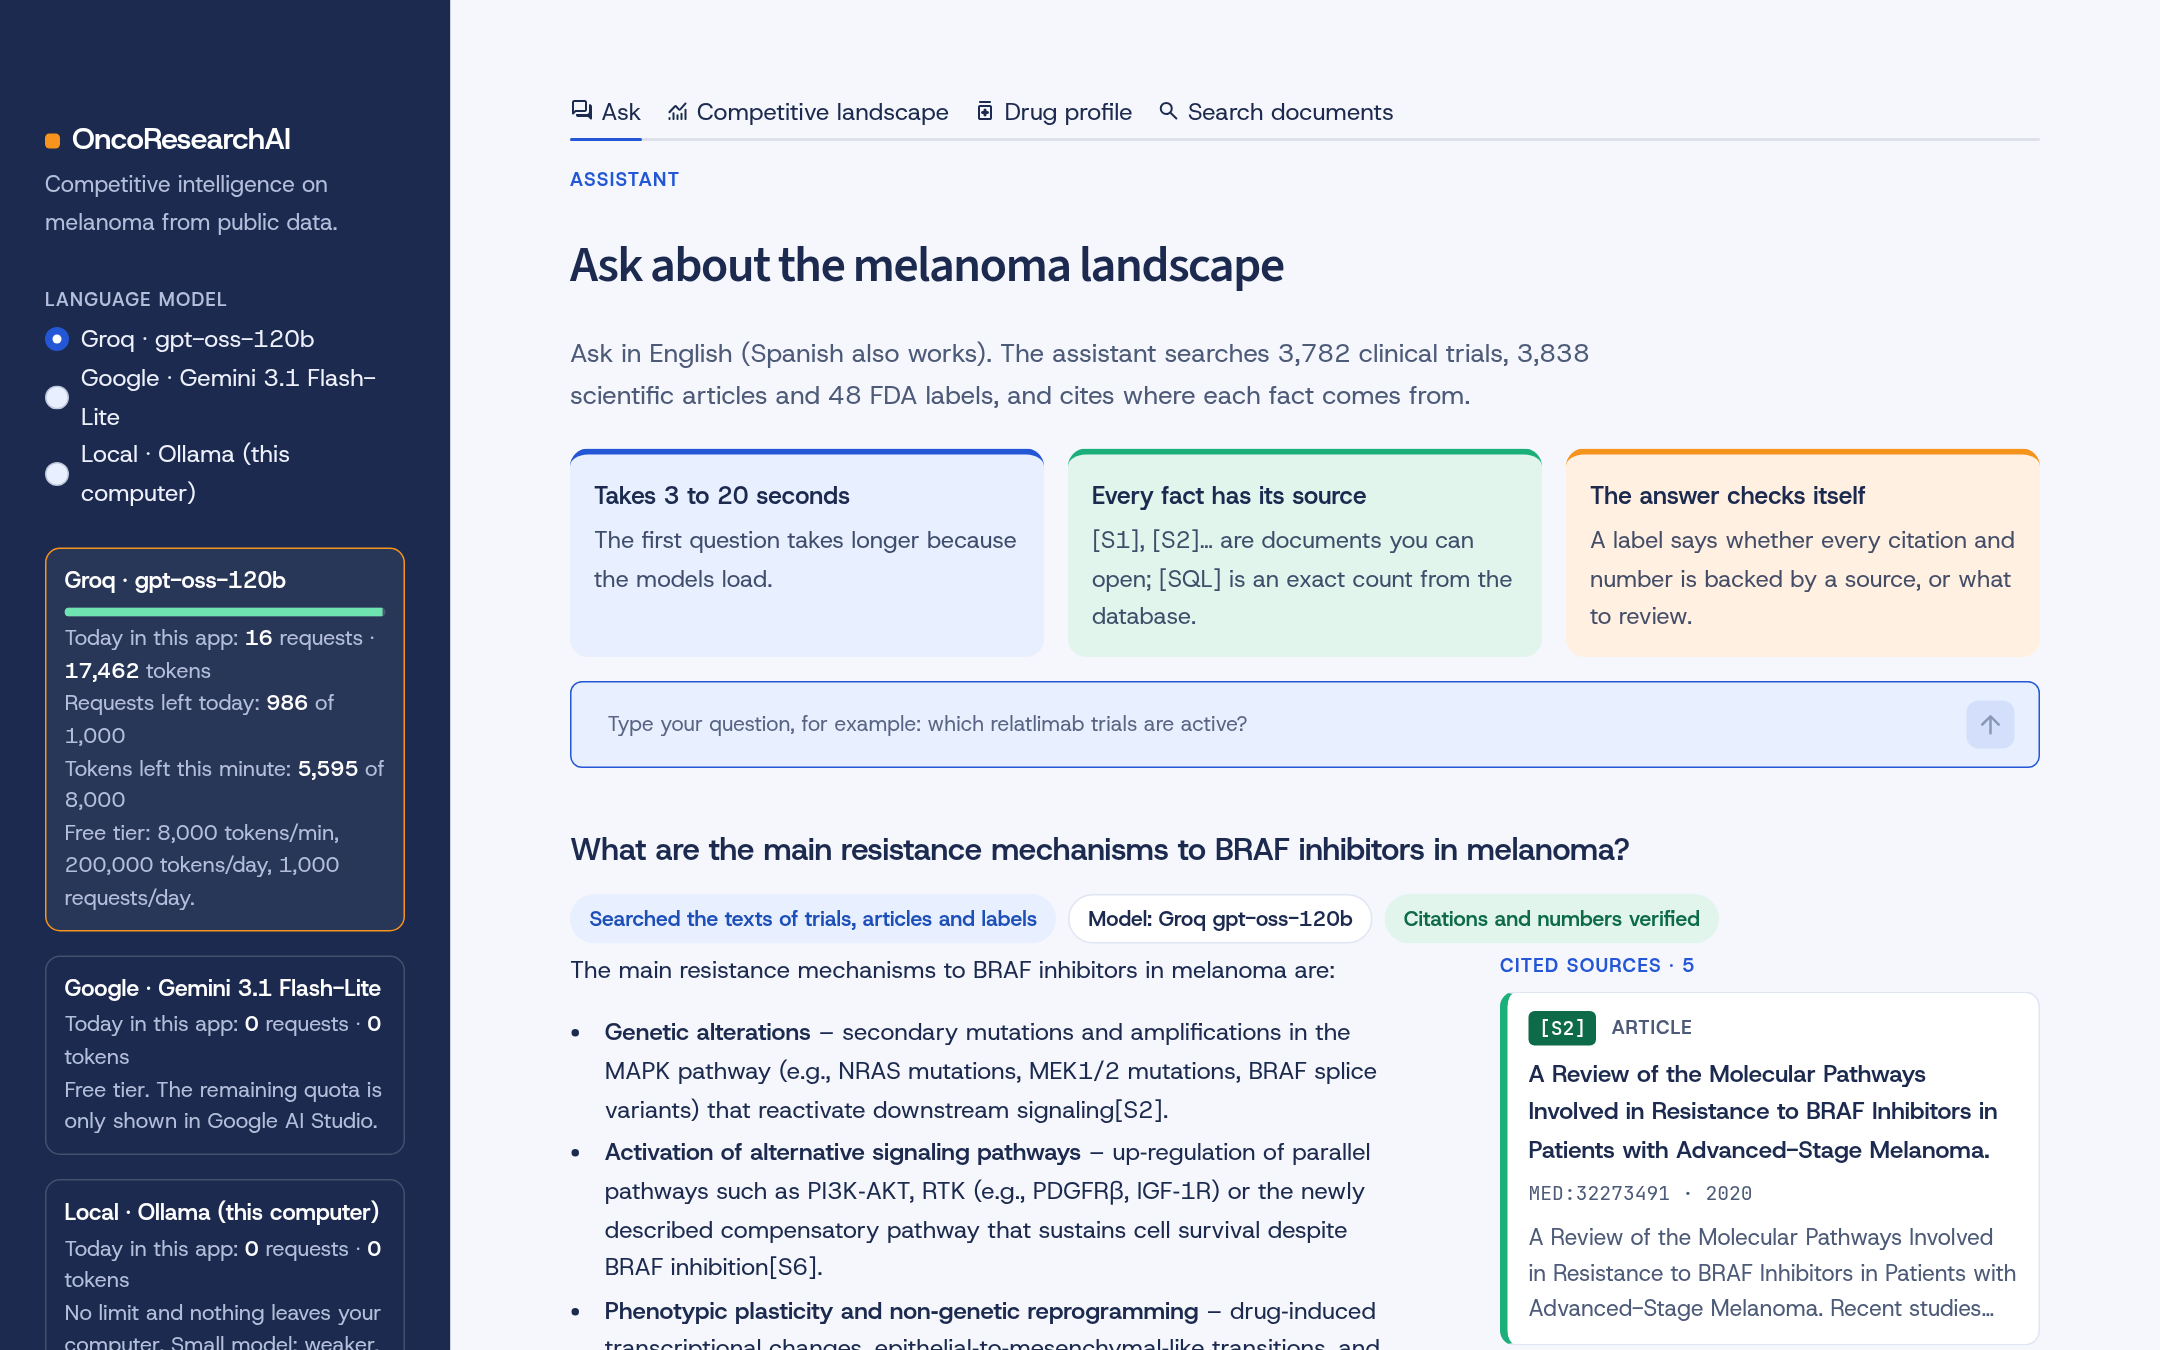 OncoResearchAI
Competitive intelligence on
melanoma from public data.
LANGUAGE MODEL
Groq · gpt-oss-120b
Google · Gemini 3.1 Flash-
Lite
Local · Ollama (this
computer)
Groq · gpt-oss-120b
Today in this app: 16 requests ·
17,462 tokens
Requests left today: 986 of
1,000
Tokens left this minute: 5,595 of
8,000
Free tier: 8,000 tokens/min,
200,000 tokens/day, 1,000
requests/day.
Google · Gemini 3.1 Flash-Lite
Today in this app: 0 requests · 0
tokens
Free tier. The remaining quota is
only shown in Google AI Studio.
Local · Ollama (this computer)
Today in this app: 0 requests · 0
tokens
No limit and nothing leaves your
computer. Small model: weaker.
Ask
Competitive landscape
Drug profile
Search documents
ASSISTANT
Ask about the melanoma landscape
Ask in English (Spanish also works). The assistant searches 3,782 clinical trials, 3,838
scientific articles and 48 FDA labels, and cites where each fact comes from.
Takes 3 to 20 seconds
The first question takes longer because
the models load.
Every fact has its source
[S1], [S2]… are documents you can
open; [SQL] is an exact count from the
database.
The answer checks itself
A label says whether every citation and
number is backed by a source, or what
to review.
Type your question, for example: which relatlimab trials are active?
What are the main resistance mechanisms to BRAF inhibitors in melanoma?
Searched the texts of trials, articles and labels
Model: Groq gpt-oss-120b
Citations and numbers verified
The main resistance mechanisms to BRAF inhibitors in melanoma are:
• Genetic alterations – secondary mutations and amplifications in the
MAPK pathway (e.g., NRAS mutations, MEK1/2 mutations, BRAF splice
variants) that reactivate downstream signaling[S2].
• Activation of alternative signaling pathways – up-regulation of parallel
pathways such as PI3K-AKT, RTK (e.g., PDGFRβ, IGF-1R) or the newly
described compensatory pathway that sustains cell survival despite
BRAF inhibition[S6].
• Phenotypic plasticity and non-genetic reprogramming – drug-induced
transcriptional changes, epithelial-to-mesenchymal-like transitions, and
CITED SOURCES · 5
[S2] ARTICLE
A Review of the Molecular Pathways
Involved in Resistance to BRAF Inhibitors in
Patients with Advanced-Stage Melanoma.
MED:32273491 · 2020
A Review of the Molecular Pathways Involved
in Resistance to BRAF Inhibitors in Patients with
Advanced-Stage Melanoma. Recent studies…